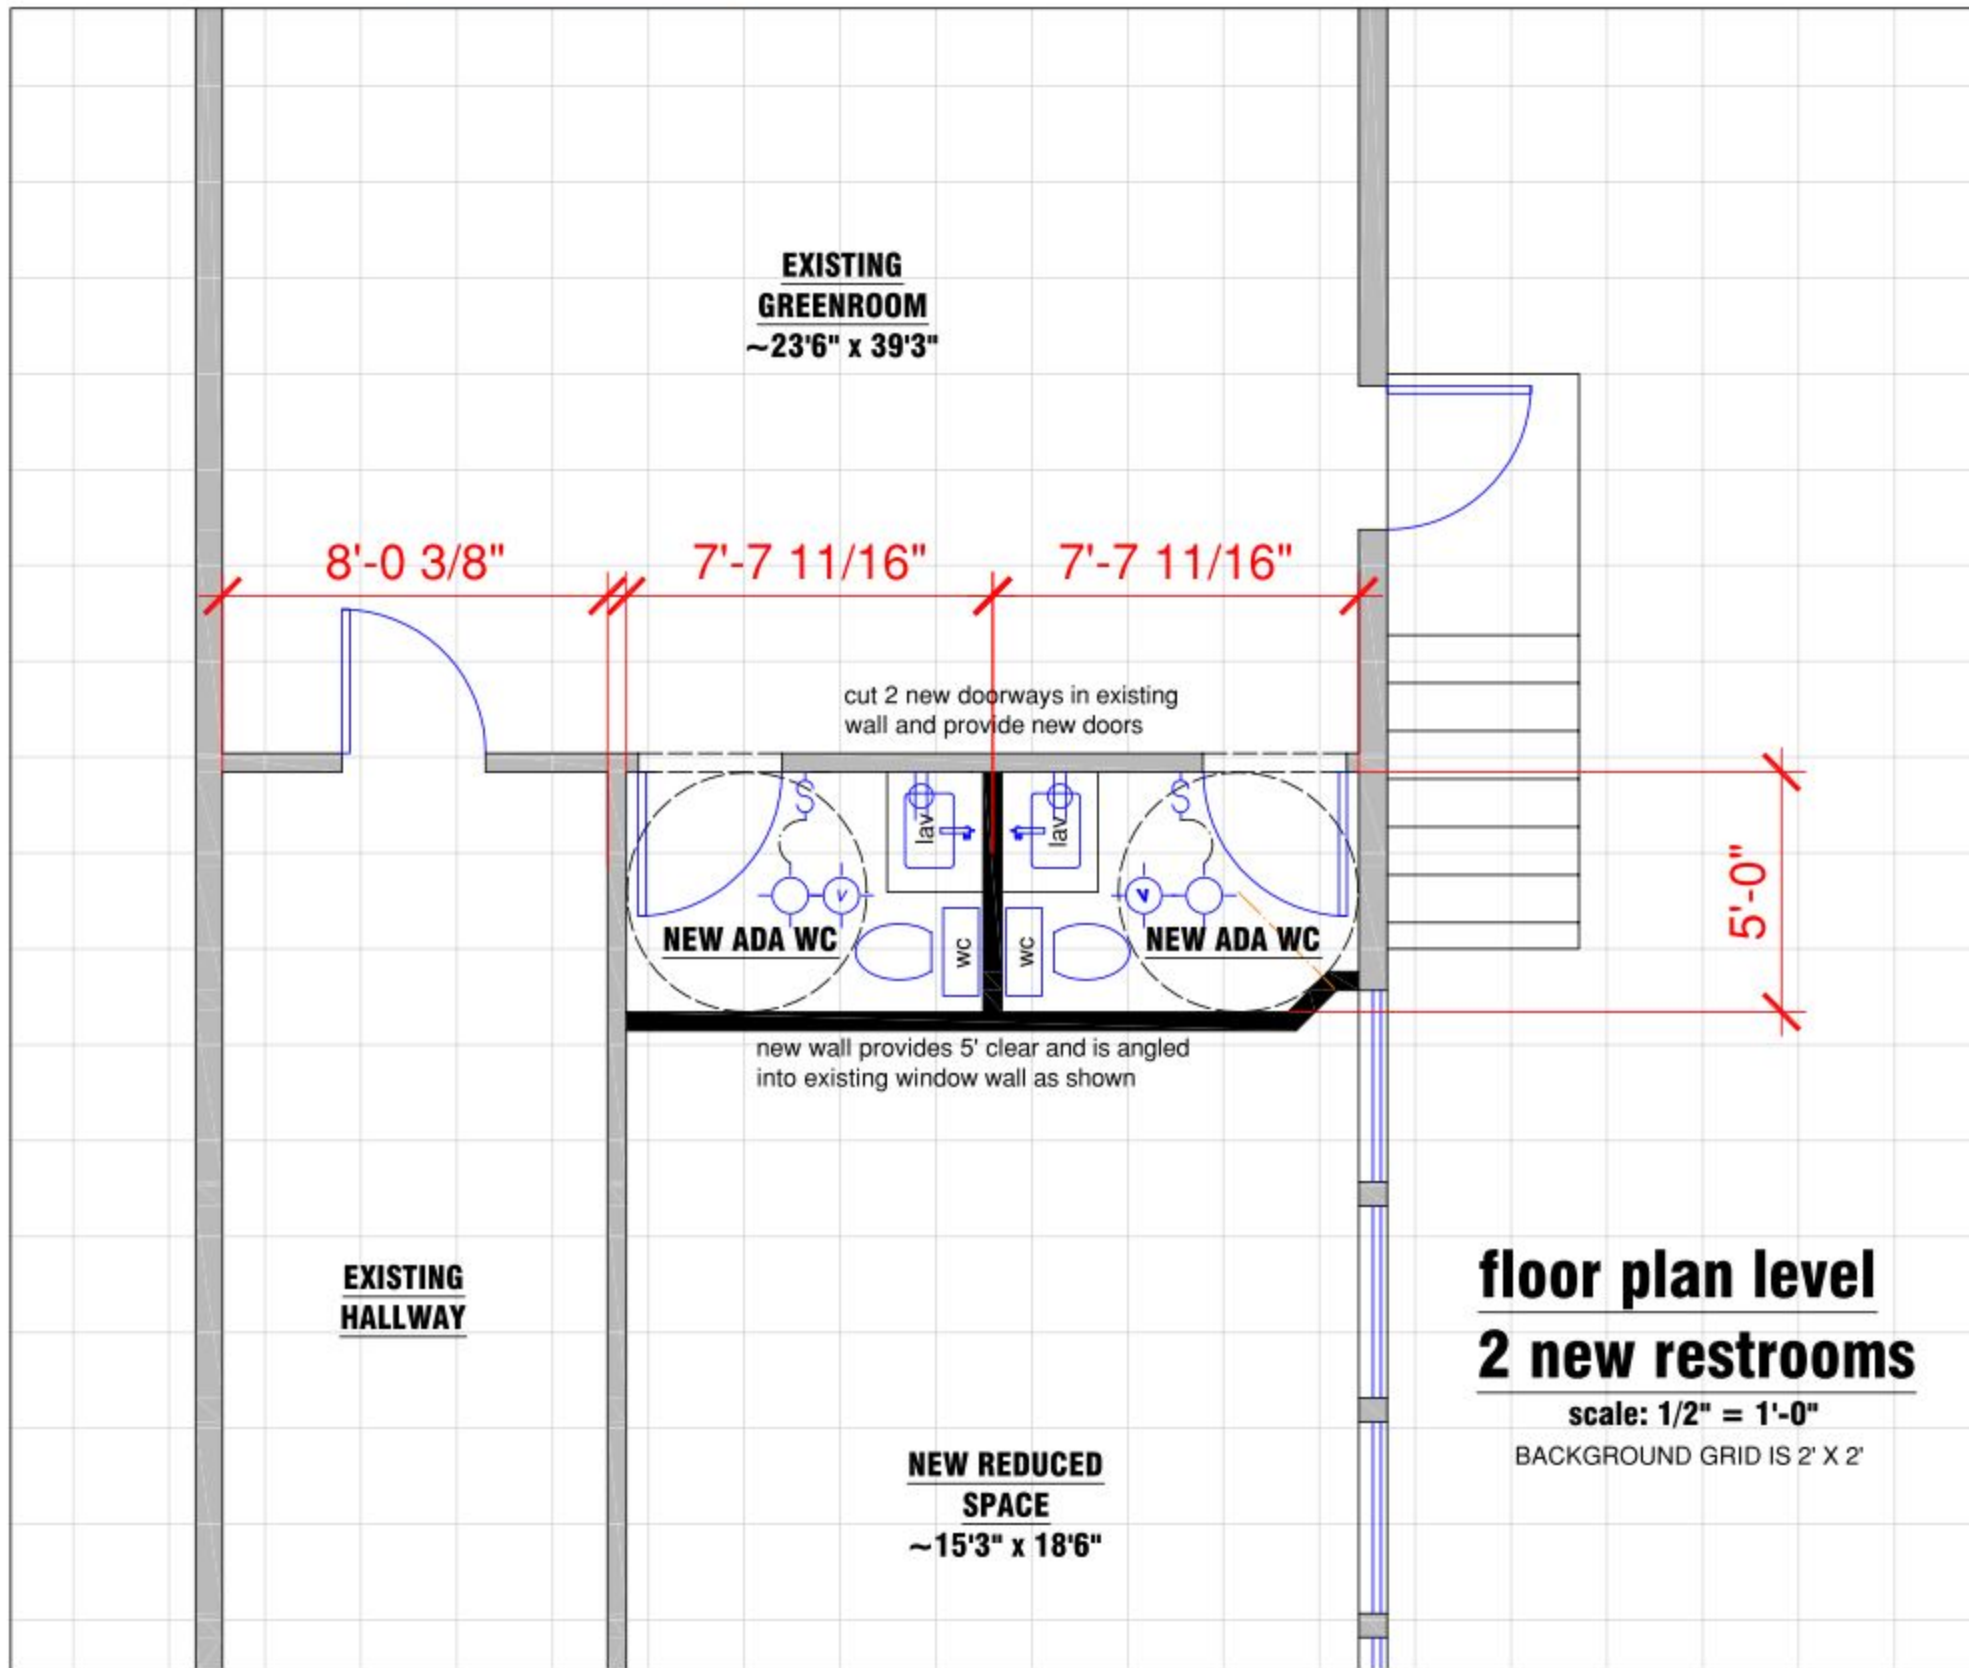 EXISTING
GREENROOM
~23'6" x 39'3"
8'-0 3/8"
7'-7 11/16"
7'-7 11/16"
cut 2 new doorways in existing
wall and provide new doors
S
S
lav
lav
V
V
NEW ADA WC
WC
WC
NEW ADA WC
5'-0"
new wall provides 5' clear and is angled
into existing window wall as shown
EXISTING
HALLWAY
floor plan level
2 new restrooms
scale: 1/2" = 1'-0"
BACKGROUND GRID IS 2' X 2'
NEW REDUCED
SPACE
~15'3" x 18'6"